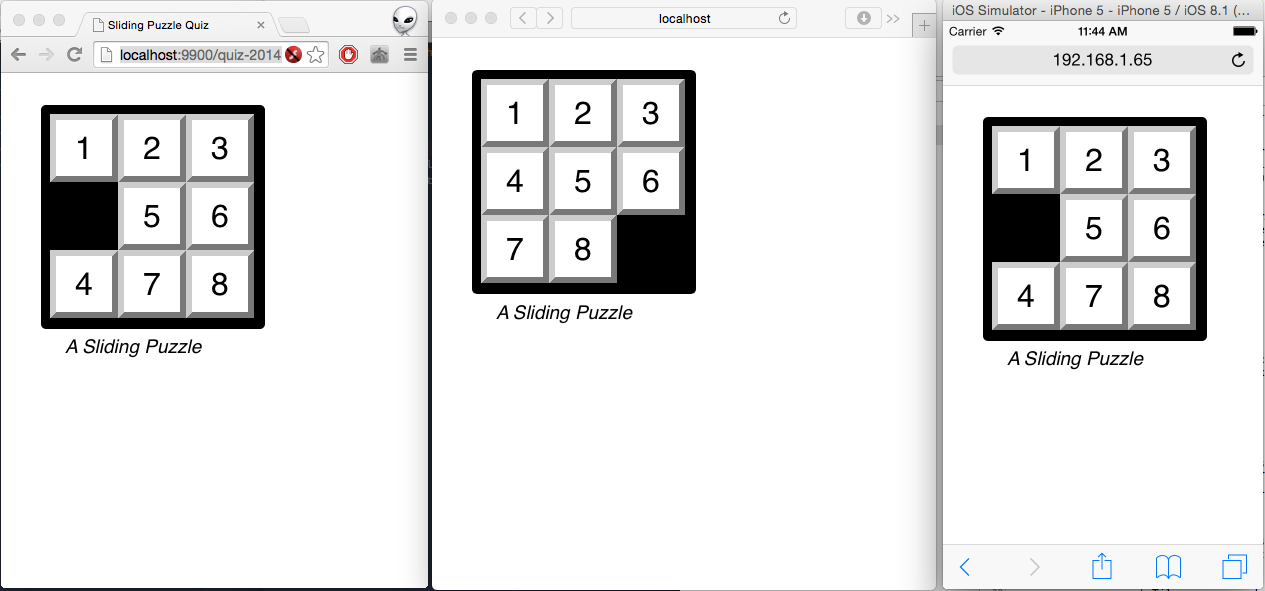 Sliding Puzzle Quiz
localhost:9900/quiz-2014
1 2 3
5 6
4 7 8
A Sliding Puzzle
localhost
1 2 3
4 5 6
7 8
A Sliding Puzzle
iOS Simulator - iPhone 5 - iPhone 5 / iOS 8.1 (...
Carrier 11:44 AM
192.168.1.65
1 2 3
5 6
4 7 8
A Sliding Puzzle